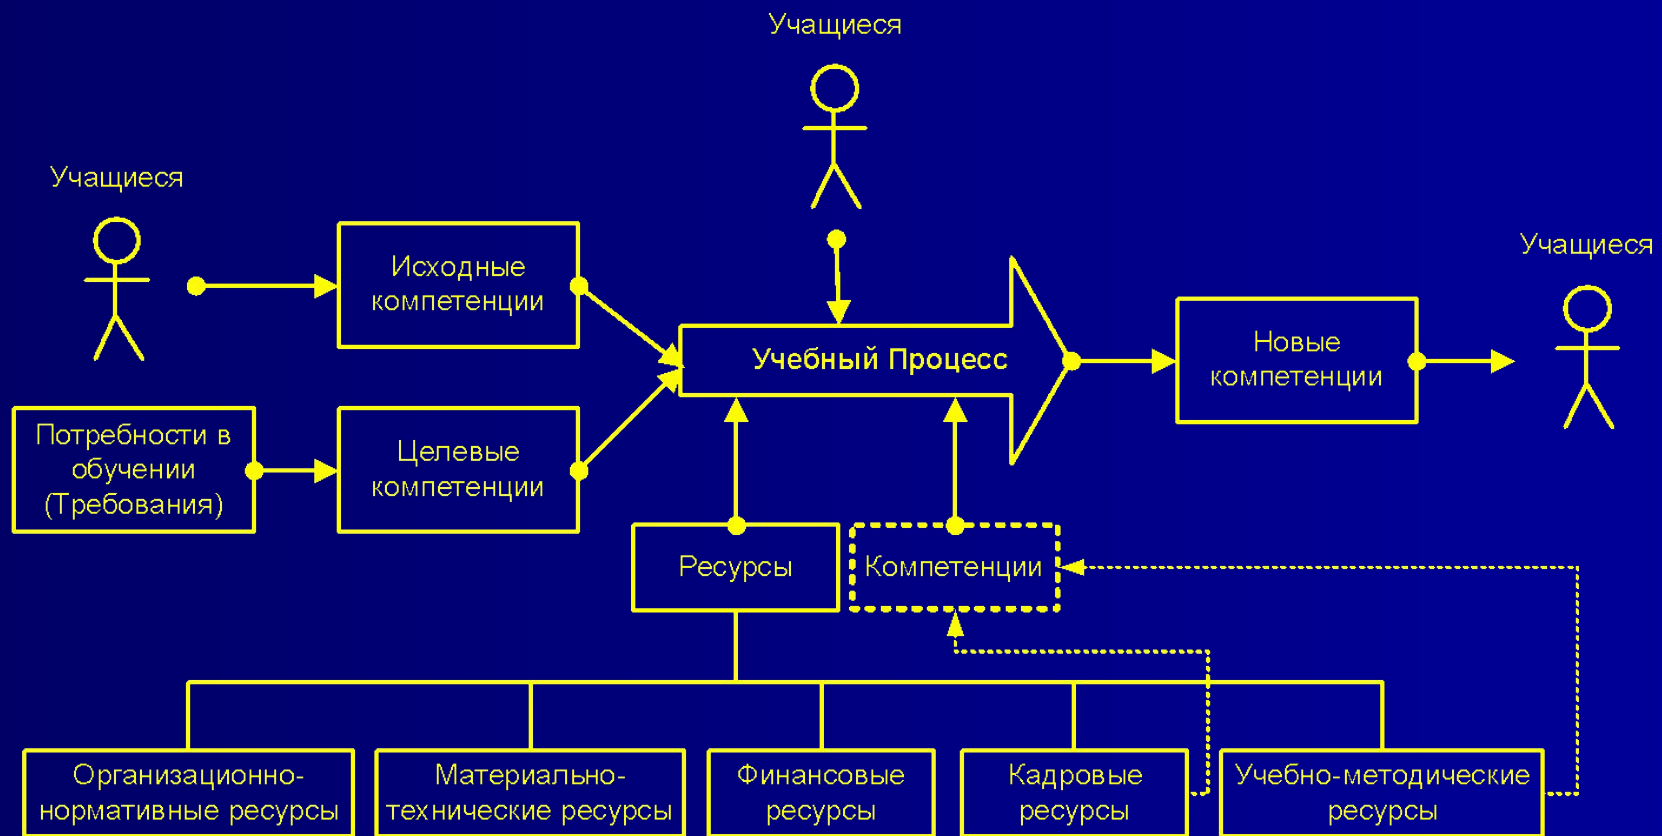 Учащиеся
Учащиеся
Учащиеся
Исходные
компетенции
Учебный Процесс
Новые
компетенции
Потребности в
обучении
(Требования)
Целевые
компетенции
Ресурсы
Компетенции
Организационно-
нормативные ресурсы
Материально-
технические ресурсы
Финансовые
ресурсы
Кадровые
ресурсы
Учебно-методические
ресурсы